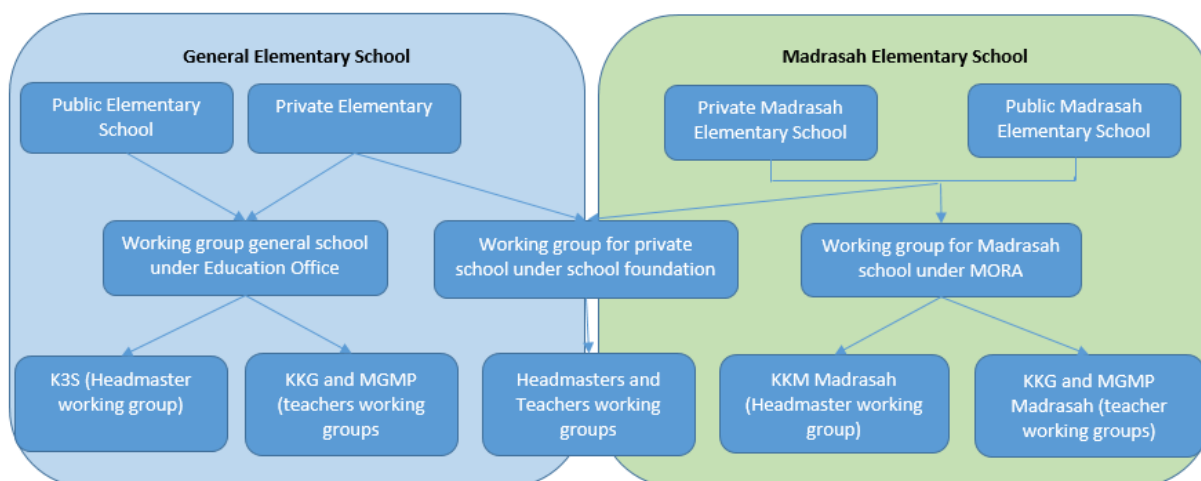 General Elementary School
Madrasah Elementary School
Public Elementary
School
Private Elementary
Private Madrasah
Elementary School
Public Madrasah
Elementary School
Working group general school
under Education Office
Working group for private
school under school foundation
Working group for Madrasah
school under MORA
K3S (Headmaster
working group)
KKG and MGMP
(teachers working
groups
Headmasters and
Teachers working
groups
KKM Madrasah
(Headmaster working
group)
KKG and MGMP
Madrasah (teacher
working groups)